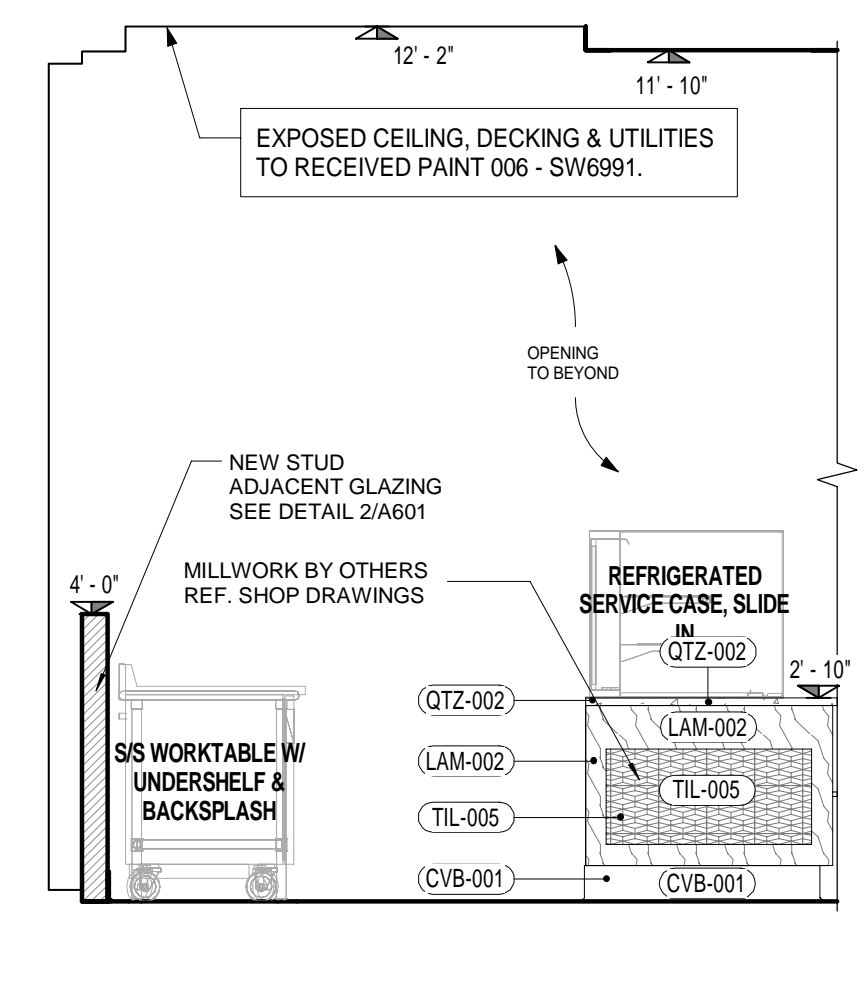 12' - 2"
11' - 10"
EXPOSED CEILING, DECKING & UTILITIES
TO RECEIVED PAINT 006 - SW6991.
OPENING
TO BEYOND
NEW STUD
ADJACENT GLAZING
SEE DETAIL 2/A601
MILLWORK BY OTHERS
REF. SHOP DRAWINGS
4' - 0"
REFRIGERATED
SERVICE CASE, SLIDE
IN
QTZ-002
2' - 10"
QTZ-002
LAM-002
S/S WORKTABLE W/
UNDERSHELF &
BACKSPLASH
LAM-002
TIL-005
TIL-005
CVB-001
CVB-001